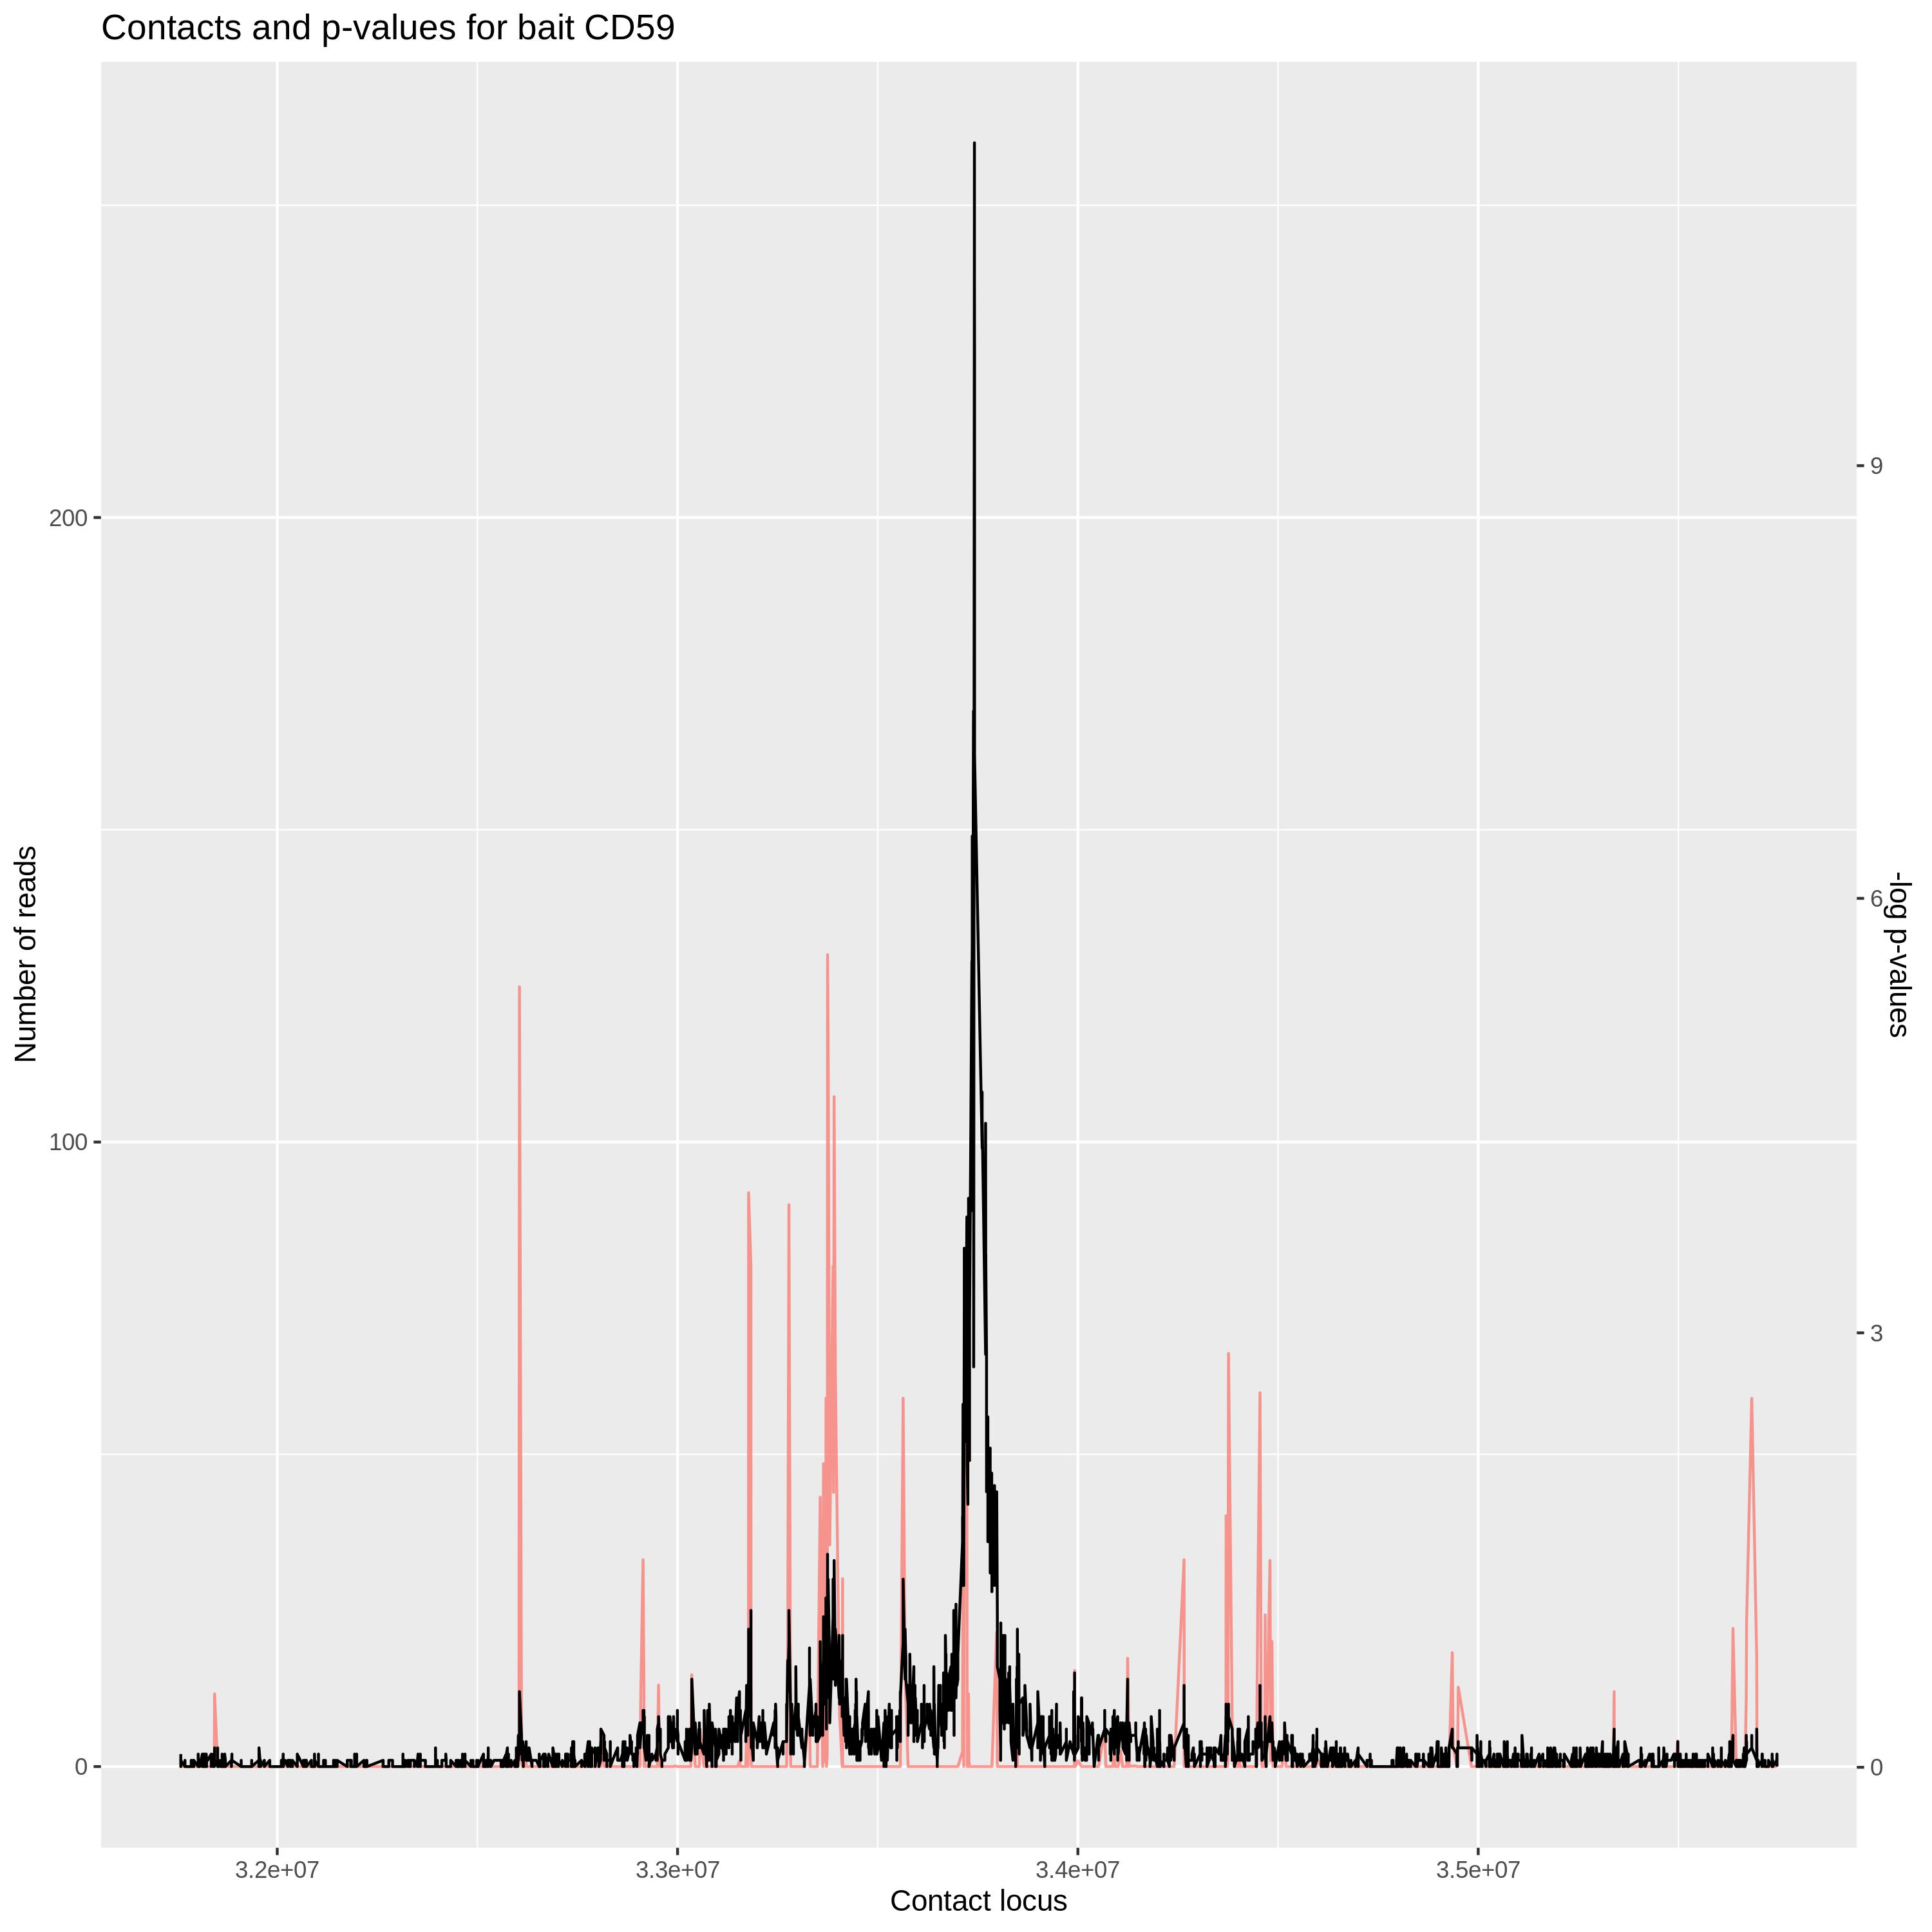 Contacts and p-values for bait CD59
Number of reads
200
100
0
9
6
3
0
-log p-values
3.2e+07 3.3e+07 3.4e+07 3.5e+07
Contact locus